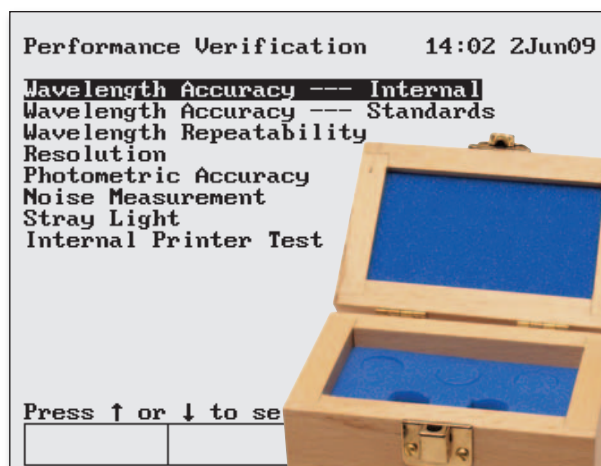 Performance Verification 14:02 2Jun09
Wavelength Accuracy --- Internal
Wavelength Accuracy --- Standards
Wavelength Repeatability
Resolution
Photometric Accuracy
Noise Measurement
Stray Light
Internal Printer Test
Press ↑ or ↓ to se